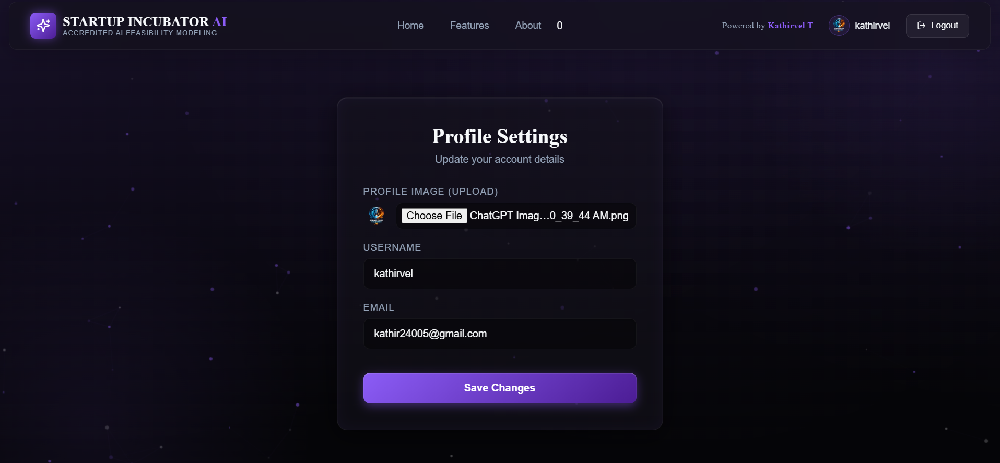 STARTUP INCUBATOR AI
ACCREDITED AI FEASIBILITY MODELING
Home
Features
About
0
Powered by Kathirvel T
kathirvel
Logout
Profile Settings
Update your account details
PROFILE IMAGE (UPLOAD)
STARTUP
AI
Choose File ChatGPT Imag...0_39_44 AM.png
USERNAME
kathirvel
EMAIL
kathir24005@gmail.com
Save Changes